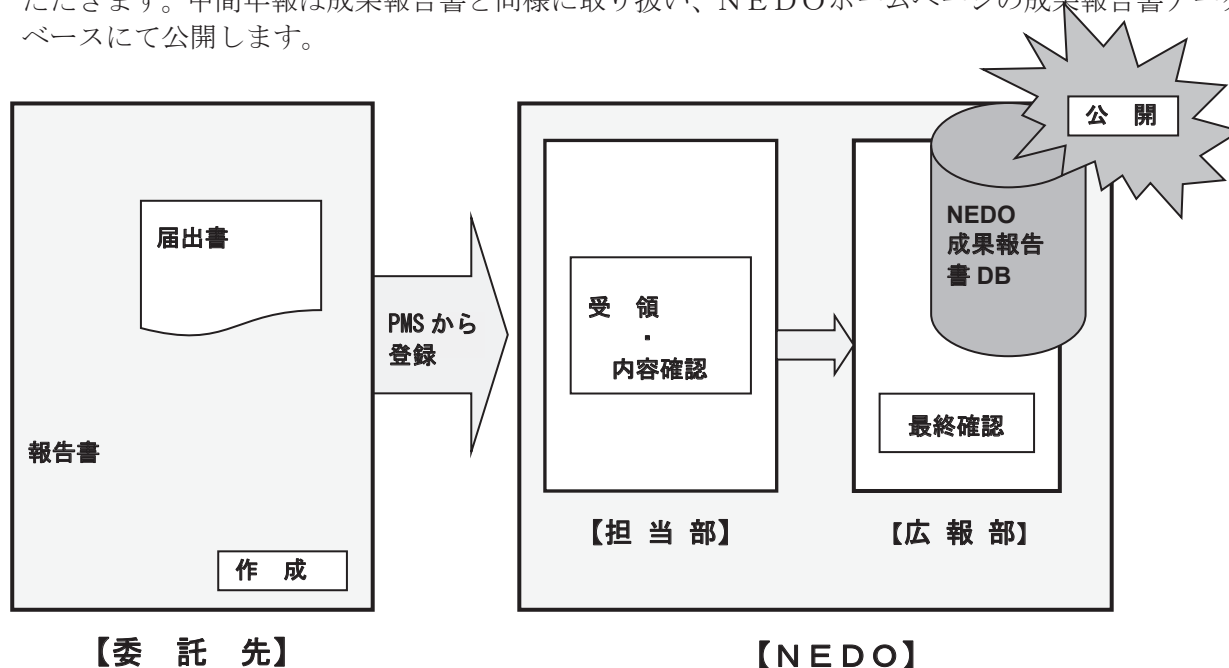 ただきます。中間年報は成果報告書と同様に取り扱い、ＮＥＤＯホームページの成果報告書データ
ベースにて公開します。
公　開
届出書
NEDO
成果報告
書 DB
受　領
・
内容確認
PMS から
登録
最終確認
報告書
【担 当 部】
【広 報 部】
作　成
【委　託　先】
【ＮＥＤＯ】